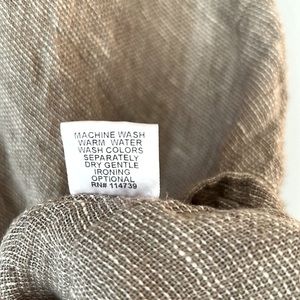 MACHINE WASH
WARM WATER
WASH COLORS
SEPARATELY
DRY GENTLE
IRONING
OPTIONAL
RN# 114739